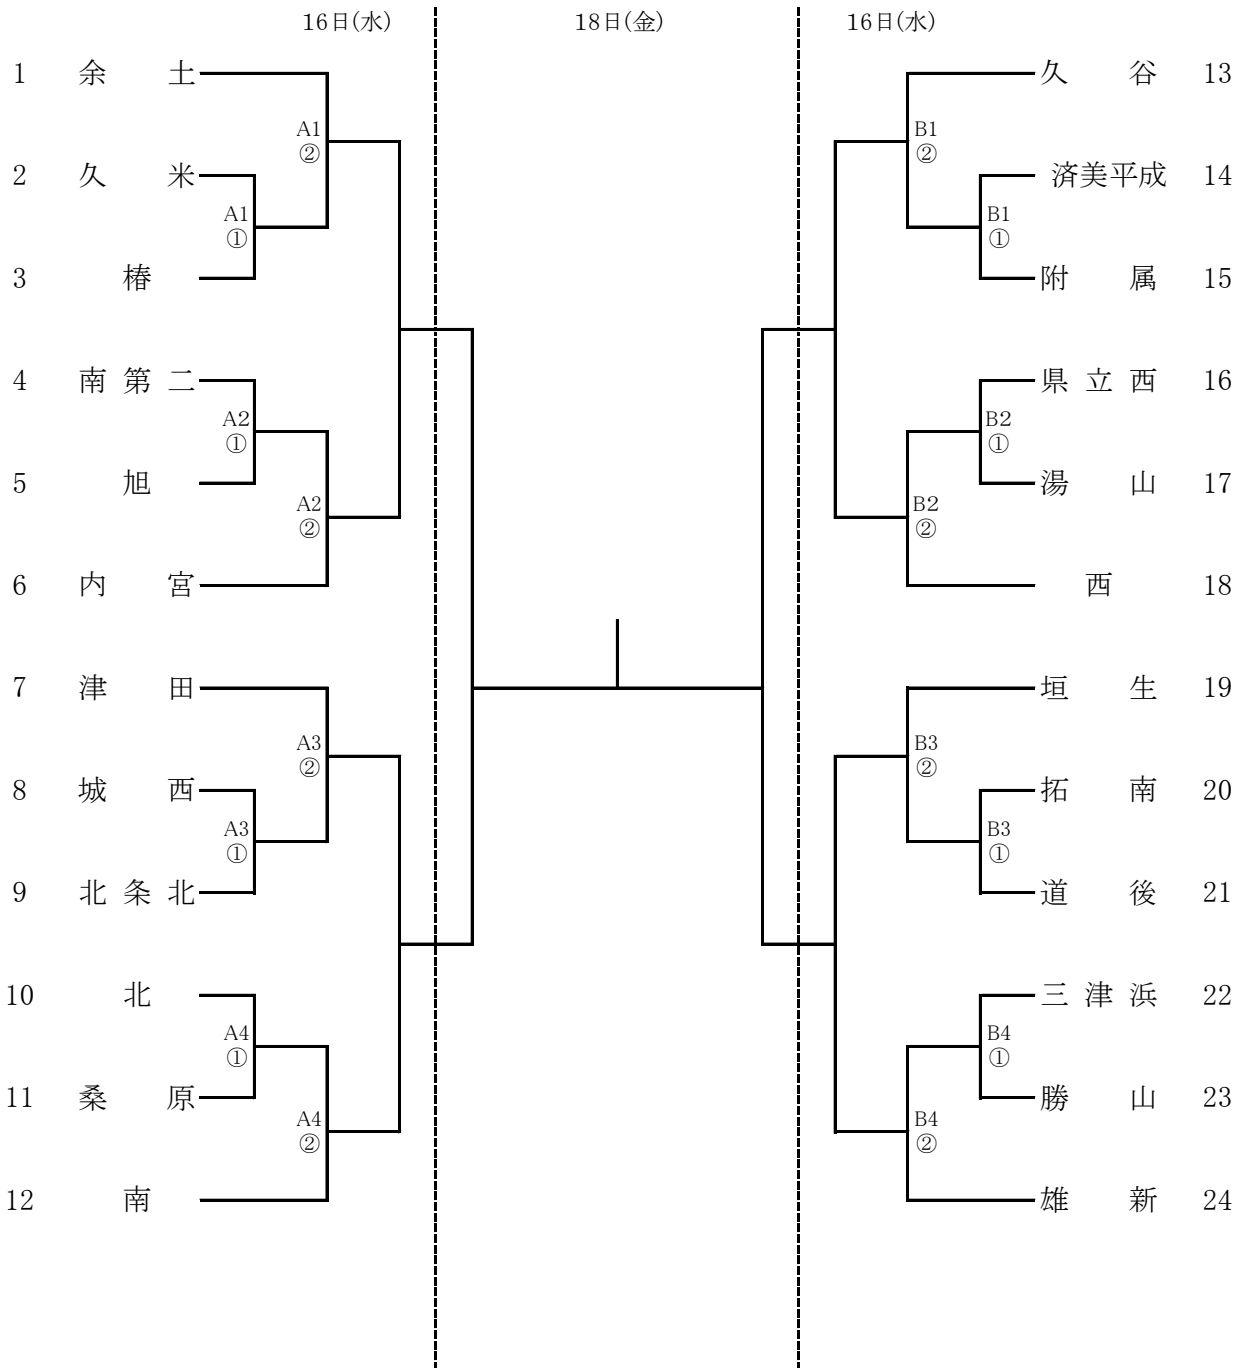 16日(水) 18日(金) 16日(水)
1 余土 久谷 13
A1 B1
② ②
2 久米 済美平成 14
A1 B1
① ①
3 椿 附属 15
4 南第二 県立西 16
A2 B2
① ①
5 旭 湯山 17
A2 B2
② ②
6 内宮 西 18
7 津田 垣生 19
A3 B3
② ②
8 城西 拓南 20
A3 B3
① ①
9 北条北 道後 21
10 北 三津浜 22
A4 B4
① ①
11 桑原 勝山 23
A4 B4
② ②
12 南 雄新 24